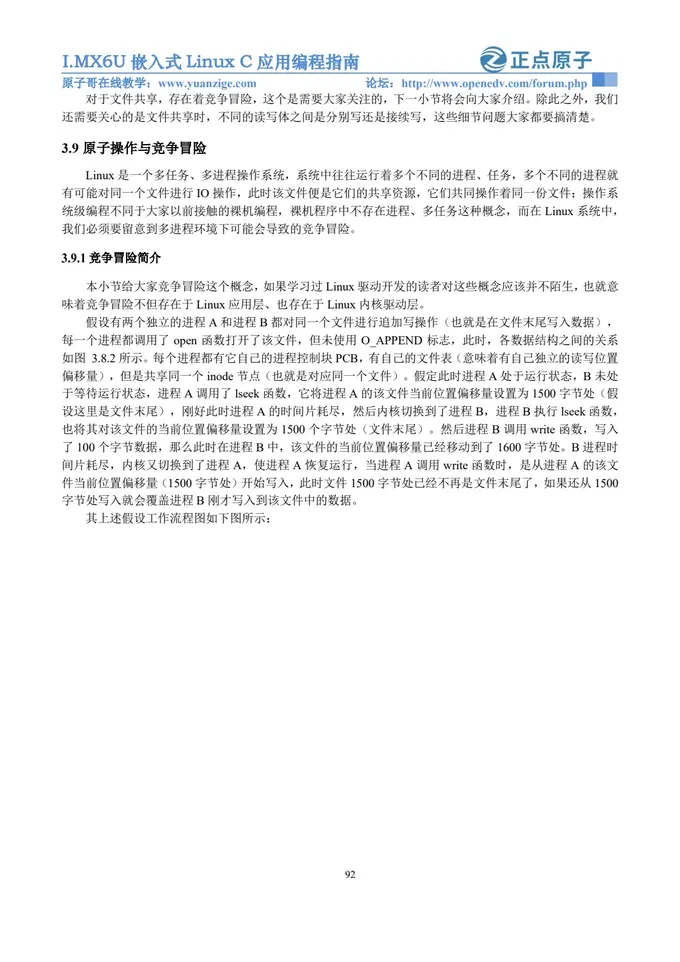 I.MX6U 嵌入式 Linux C 应用编程指南
正点原子
原子哥在线教学：www.yuanzige.com
论坛：http://www.openedv.com/forum.php
对于文件共享，存在着竞争冒险，这个是需要大家关注的，下一小节将会向大家介绍。除此之外，我们
还需要关心的是文件共享时，不同的读写体之间是分别写还是接续写，这些细节问题大家都要搞清楚。
3.9 原子操作与竞争冒险
Linux 是一个多任务、多进程操作系统，系统中往往运行着多个不同的进程、任务，多个不同的进程就
有可能对同一个文件进行 IO 操作，此时该文件便是它们的共享资源，它们共同操作着同一份文件；操作系
统级编程不同于大家以前接触的裸机编程，裸机程序中不存在进程、多任务这种概念，而在 Linux 系统中，
我们必须要留意到多进程环境下可能会导致的竞争冒险。
3.9.1 竞争冒险简介
本小节给大家竞争冒险这个概念，如果学习过 Linux 驱动开发的读者对这些概念应该并不陌生，也就意
味着竞争冒险不但存在于 Linux 应用层、也存在于 Linux 内核驱动层。
假设有两个独立的进程 A 和进程 B 都对同一个文件进行追加写操作（也就是在文件末尾写入数据），
每一个进程都调用了 open 函数打开了该文件，但未使用 O_APPEND 标志，此时，各数据结构之间的关系
如图 3.8.2 所示。每个进程都有它自己的进程控制块 PCB，有自己的文件表（意味着有自己独立的读写位置
偏移量），但是共享同一个 inode 节点（也就是对应同一个文件）。假定此时进程 A 处于运行状态，B 未处
于等待运行状态，进程 A 调用了 lseek 函数，它将进程 A 的该文件当前位置偏移量设置为 1500 字节处（假
设这里是文件末尾），刚好此时进程 A 的时间片耗尽，然后内核切换到了进程 B，进程 B 执行 lseek 函数，
也将其对该文件的当前位置偏移量设置为 1500 个字节处（文件末尾）。然后进程 B 调用 write 函数，写入
了 100 个字节数据，那么此时在进程 B 中，该文件的当前位置偏移量已经移动到了 1600 字节处。B 进程时
间片耗尽，内核又切换到了进程 A，使进程 A 恢复运行，当进程 A 调用 write 函数时，是从进程 A 的该文
件当前位置偏移量（1500 字节处）开始写入，此时文件 1500 字节处已经不再是文件末尾了，如果还从 1500
字节处写入就会覆盖进程 B 刚才写入到该文件中的数据。
其上述假设工作流程图如下图所示：
92